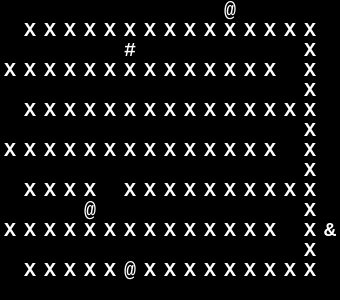 @
 X X X X X X X X X X X X X X X
            #                 X
X X X X X X X X X X X X X X   X
                              X
  X X X X X X X X X X X X X X X
                              X
X X X X X X X X X X X X X X   X
                              X
  X X X X   X X X X X X X X X X
        @                     X
X X X X X X X X X X X X X X   X &
                              X
  X X X X X @ X X X X X X X X X